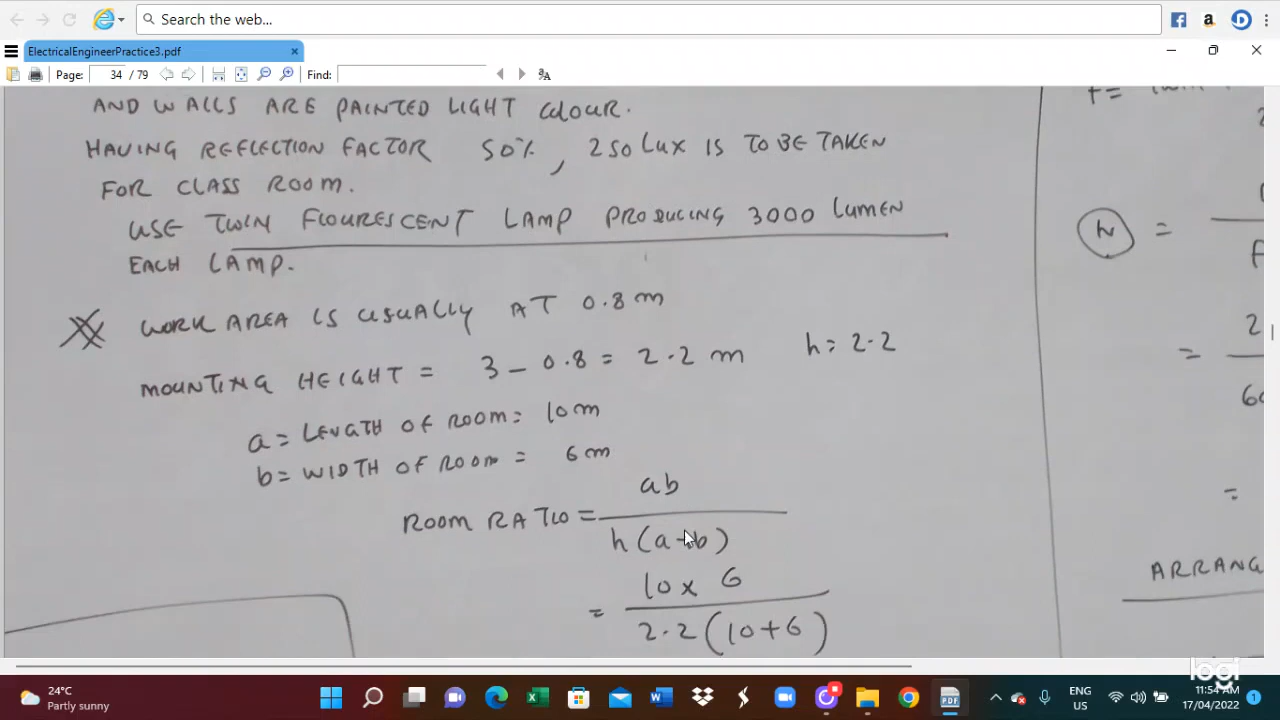 Search the web...
ElectricalEngineerPractice3.pdf
Page: 34 / 79 Find:
AND WALLS ARE PAINTED LIGHT COLOUR.
HAVING REFLECTION FACTOR 50%, 250 LUX IS TO BE TAKEN
FOR CLASS ROOM.
USE TWIN FLOURESCENT LAMP PRODUCING 3000 LUMEN
EACH LAMP.
WORK AREA IS USUALLY AT 0.8 m
MOUNTING HEIGHT = 3 - 0.8 = 2.2 m h = 2.2
a = LENGTH OF ROOM = 10 m
b = WIDTH OF ROOM = 6 m
ROOM RATIO = ab
h (a+b)
= 10 x 6
2.2 (10+6)
N =
= 2
60
=
ARRANG
24°C
Partly sunny
ENG
US
11:54 AM
17/04/2022